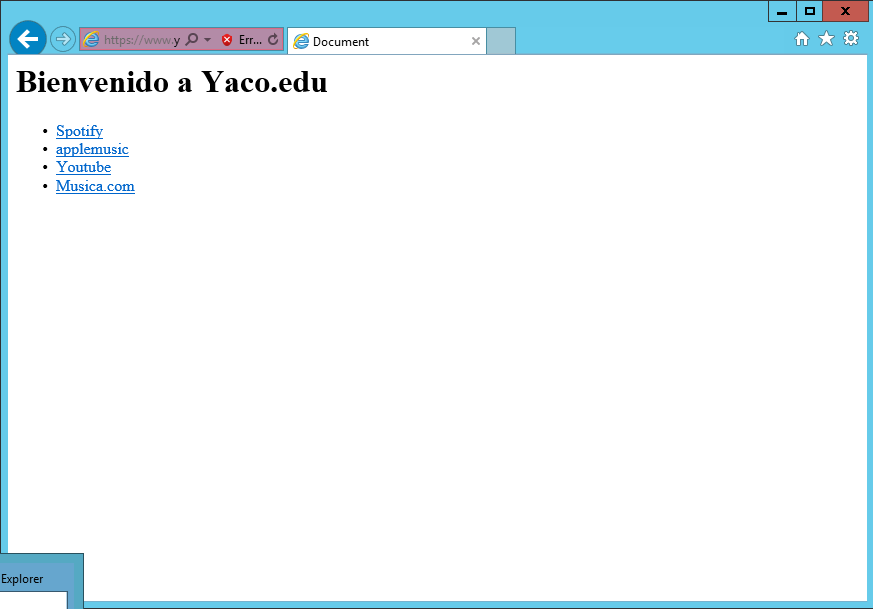 https://www.y
Err...
Document
Bienvenido a Yaco.edu
Spotify
applemusic
Youtube
Musica.com
Explorer